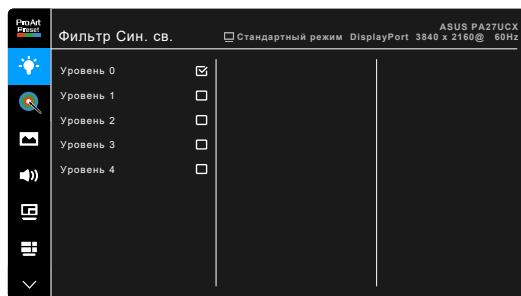 ProArt
Preset
Фильтр Син. св.
ASUS PA27UCX
Стандартный режим DisplayPort 3840 x 2160@ 60Hz
Уровень 0
Уровень 1
Уровень 2
Уровень 3
Уровень 4